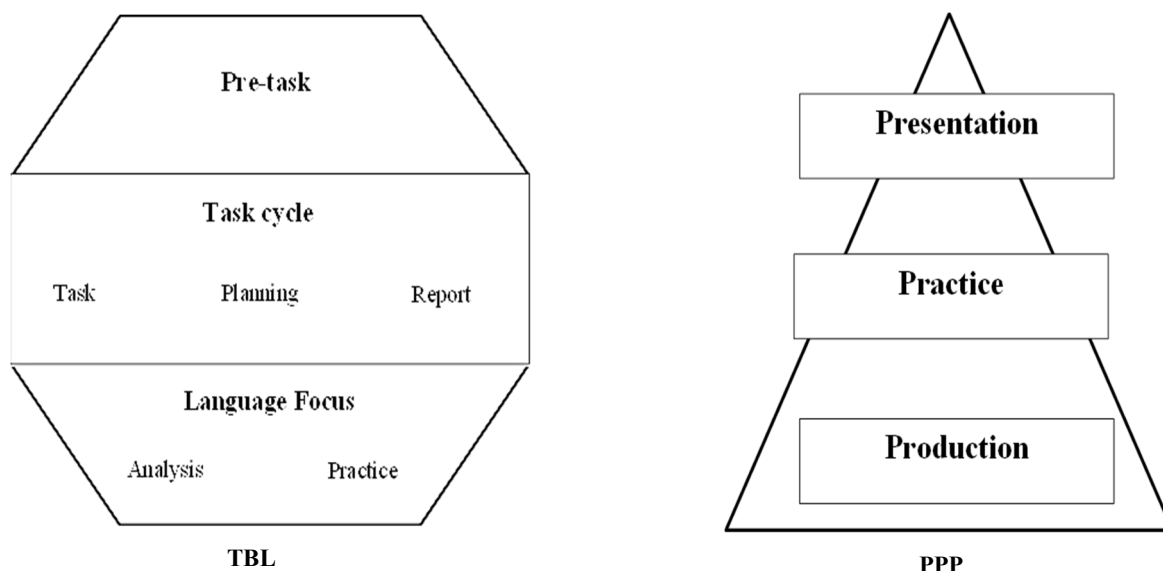 Pre-task
Task cycle
Task Planning Report
Language Focus
Analysis Practice
TBL
Presentation
Practice
Production
PPP